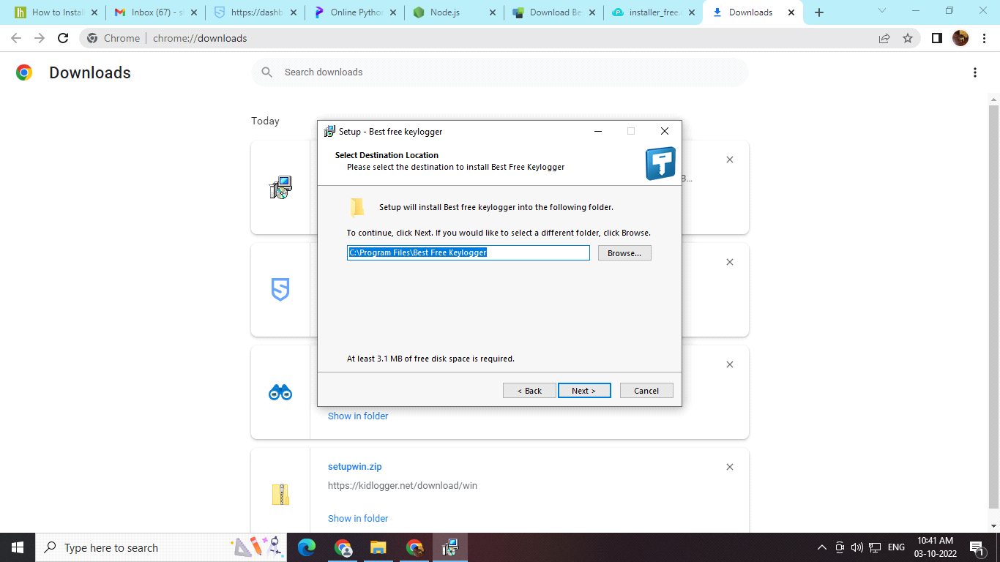 How to Install
Inbox (67) - s
https://dashb
Online Pytho
Node.js
Download Be
installer_free.
Downloads
Chrome
chrome://downloads
Downloads
Search downloads
Today
Setup - Best free keylogger
Select Destination Location
Please select the destination to install Best Free Keylogger
B...
Setup will install Best free keylogger into the following folder.
To continue, click Next. If you would like to select a different folder, click Browse.
C:\Program Files\Best Free Keylogger
Browse...
At least 3.1 MB of free disk space is required.
< Back
Next >
Cancel
Show in folder
setupwin.zip
https://kidlogger.net/download/win
Show in folder
Type here to search
ENG
10:41 AM
03-10-2022
1